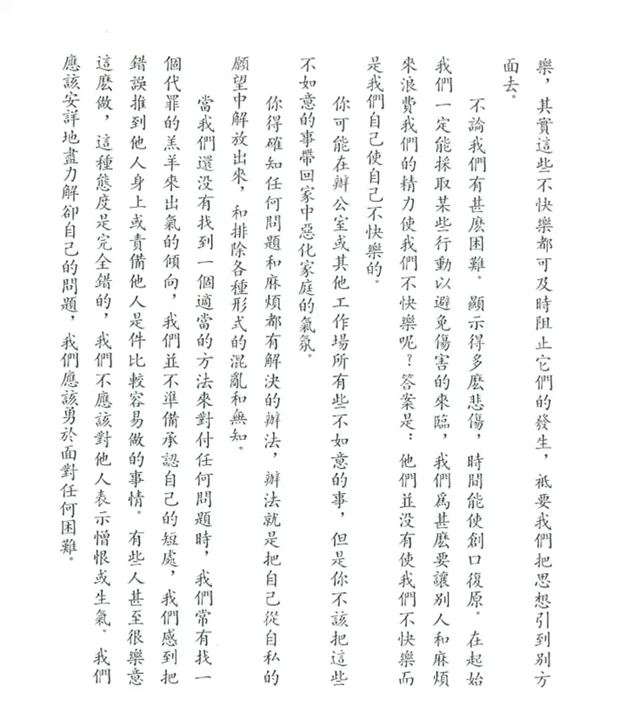 樂，其實這些不快樂都可及時阻止它們的發生，祗要我們把思想引到別方
面去。
不論我們有甚麼困難。顯示得多麼悲傷，時間能使創口復原。在起始
我們一定能採取某些行動以避免傷害的來臨，我們爲甚麼要讓別人和麻煩
來浪費我們的精力使我們不快樂呢？答案是：他們並没有使我們不快樂而
是我們自己使自己不快樂的。
你可能在辦公室或其他工作場所有些不如意的事，但是你不該把這些
不如意的事帶回家中惡化家庭的氣氛。
你得確知任何問題和麻煩都有解決的辦法，辦法就是把自己從自私的
願望中解放出來，和排除各種形式的混亂和無知。
當我們還没有找到一個適當的方法來對付任何問題時，我們常有找一
個代罪的羔羊來出氣的傾向，我們並不準備承認自己的短處，我們感到把
錯誤推到他人身上或責備他人是件比較容易做的事情。有些人甚至很樂意
這麽做，這種態度是完全錯的，我們不應該對他人表示憎恨或生氣。我們
應該安詳地盡力解卻自己的問題，我們應該勇於面對任何困難。